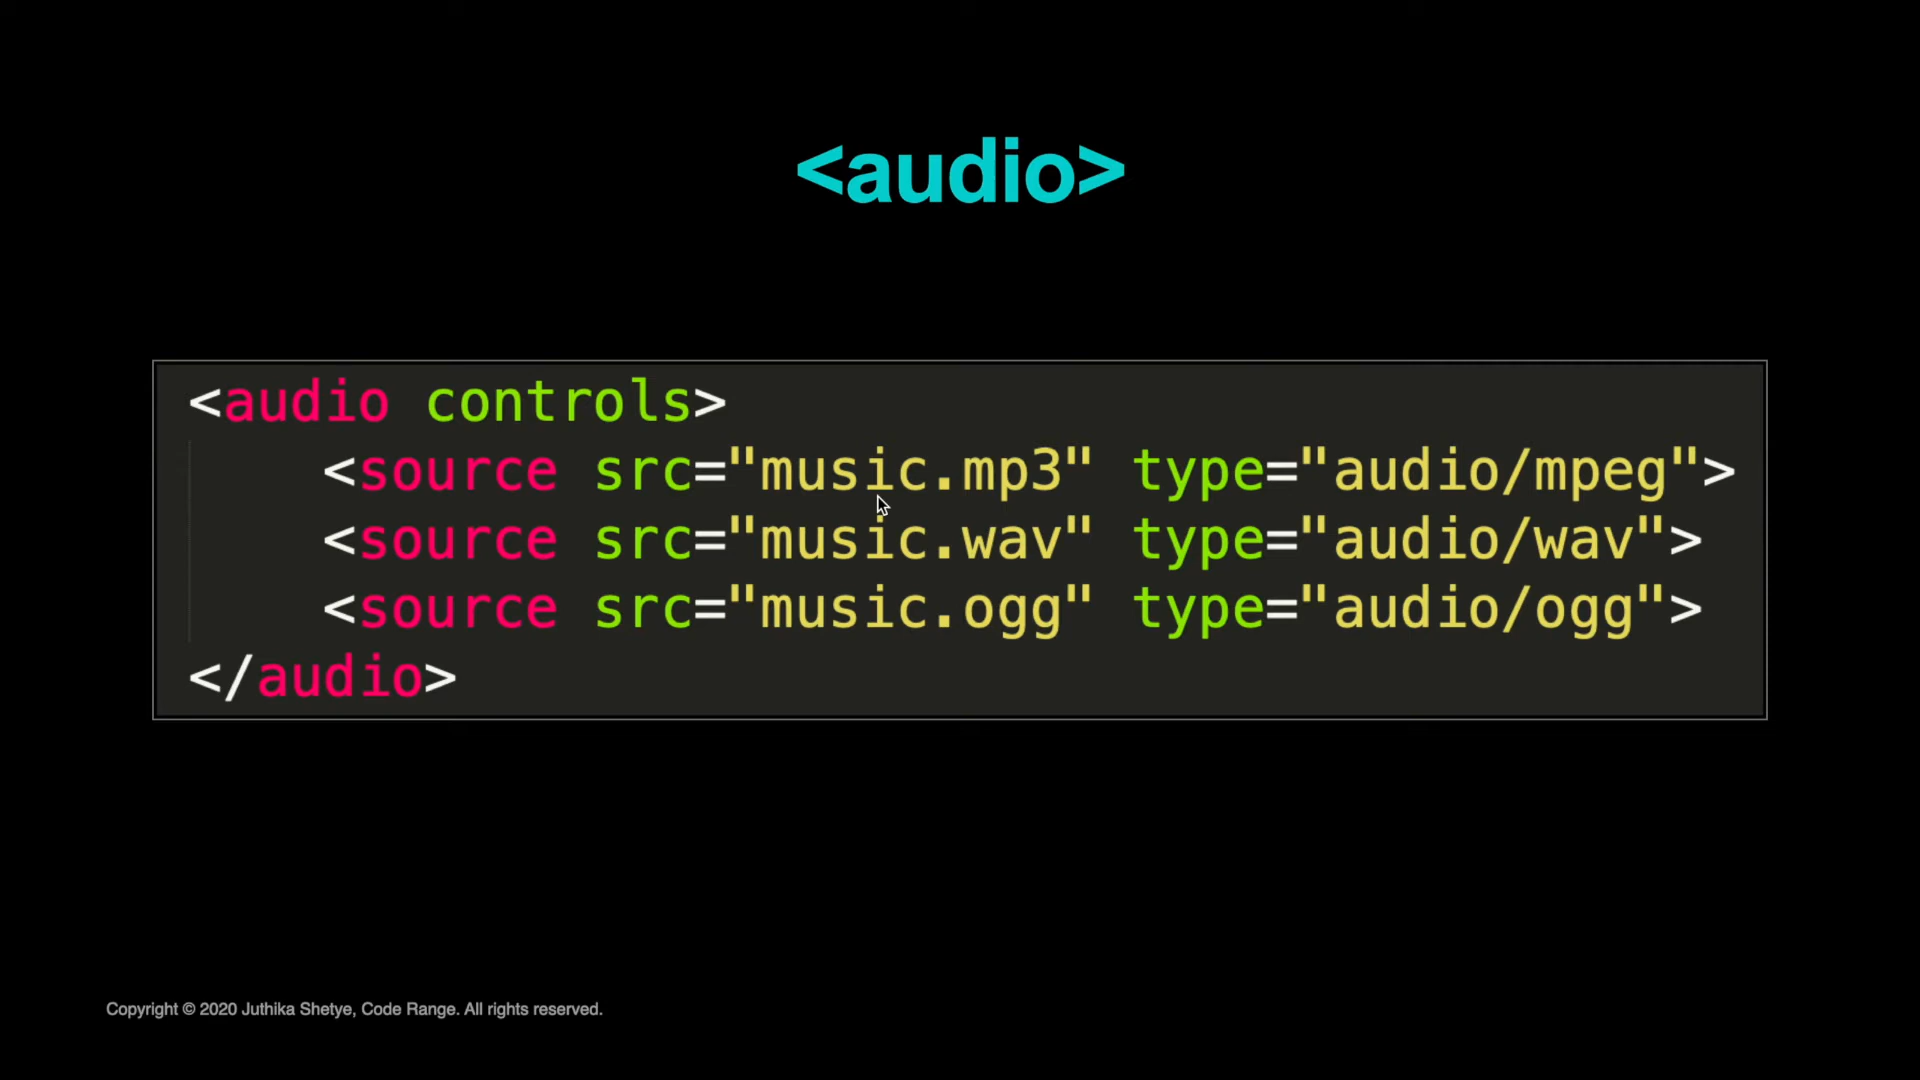 <audio>
<audio controls>
<source src="music.mp3" type="audio/mpeg">
<source src="music.wav" type="audio/wav">
<source src="music.ogg" type="audio/ogg">
</audio>
Copyright © 2020 Juthika Shetye, Code Range. All rights reserved.